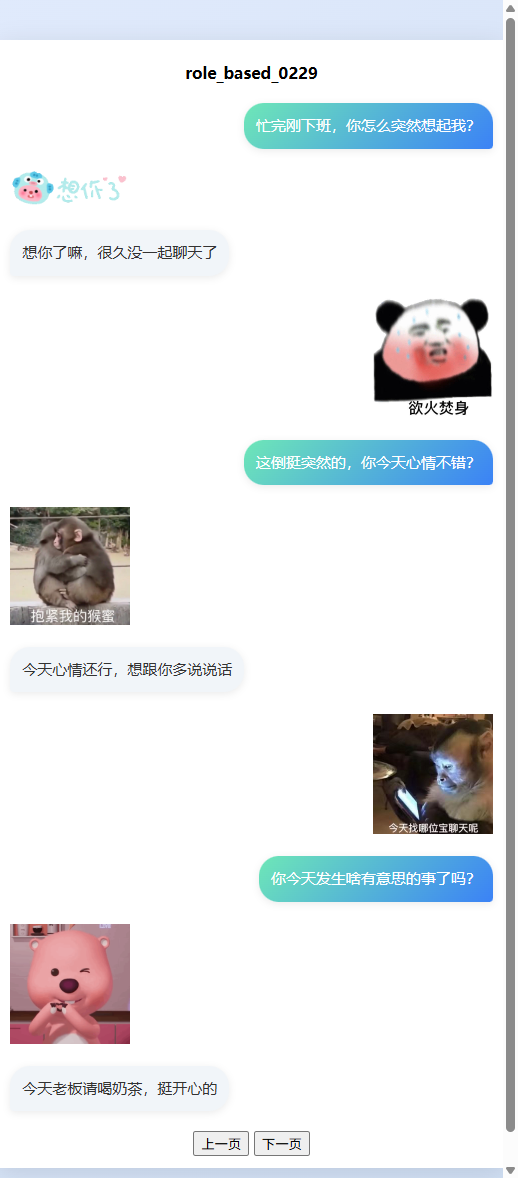 role_based_0229
忙完刚下班，你怎么突然想起我？
想你了
想你了嘛，很久没一起聊天了
欲火焚身
这倒挺突然的，你今天心情不错？
抱紧我的猴蜜
今天心情还行，想跟你多说说话
今天找哪位宝聊天呢
你今天发生啥有意思的事了吗？
今天老板请喝奶茶，挺开心的
上一页 下一页